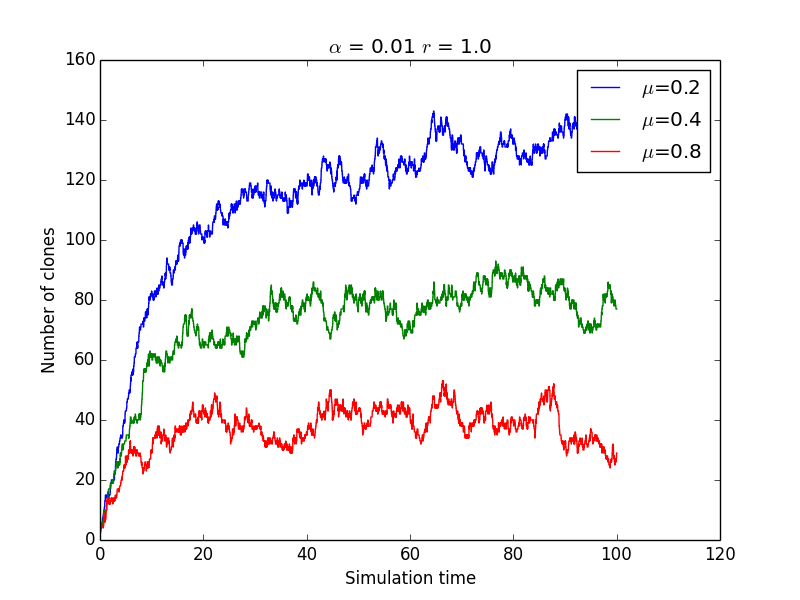 α = 0.01 r = 1.0
160
140
120
100
80
60
40
20
0
Number of clones
μ=0.2
μ=0.4
μ=0.8
0 20 40 60 80 100 120
Simulation time